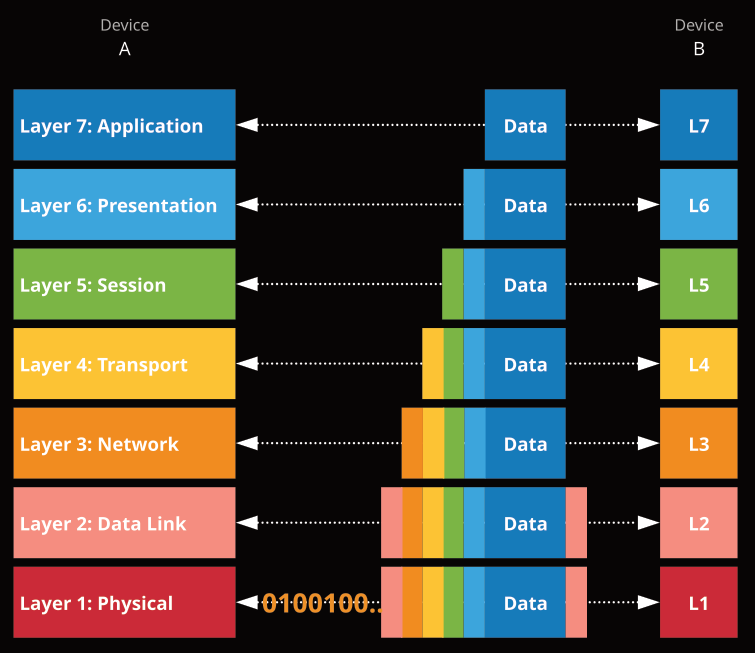 Device
A
Device
B
Layer 7: Application
Data
L7
Layer 6: Presentation
Data
L6
Layer 5: Session
Data
L5
Layer 4: Transport
Data
L4
Layer 3: Network
Data
L3
Layer 2: Data Link
Data
L2
Layer 1: Physical
0100100..
Data
L1